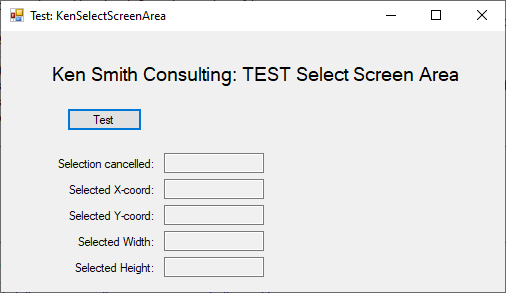 Test: KenSelectScreenArea
Ken Smith Consulting: TEST Select Screen Area
Test
Selection cancelled:
Selected X-coord:
Selected Y-coord:
Selected Width:
Selected Height: